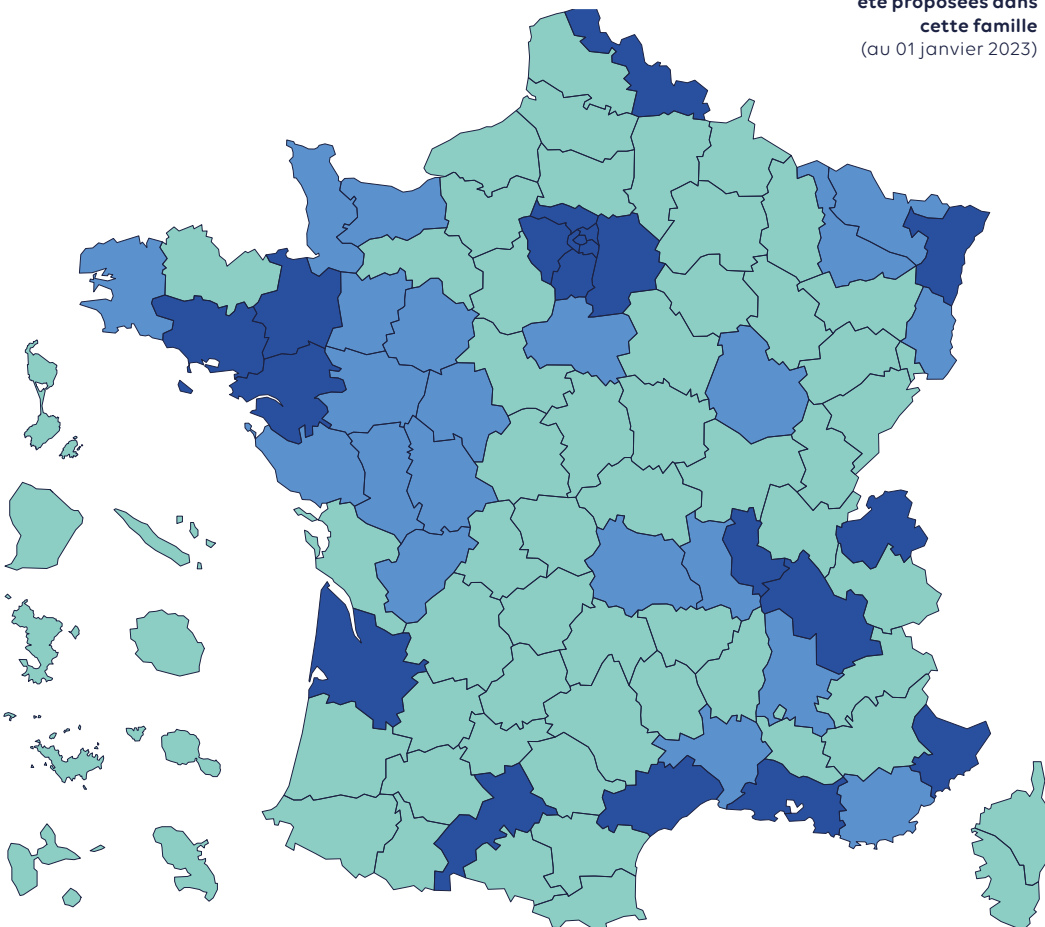 été proposées dans
cette famille
(au 01 janvier 2023)